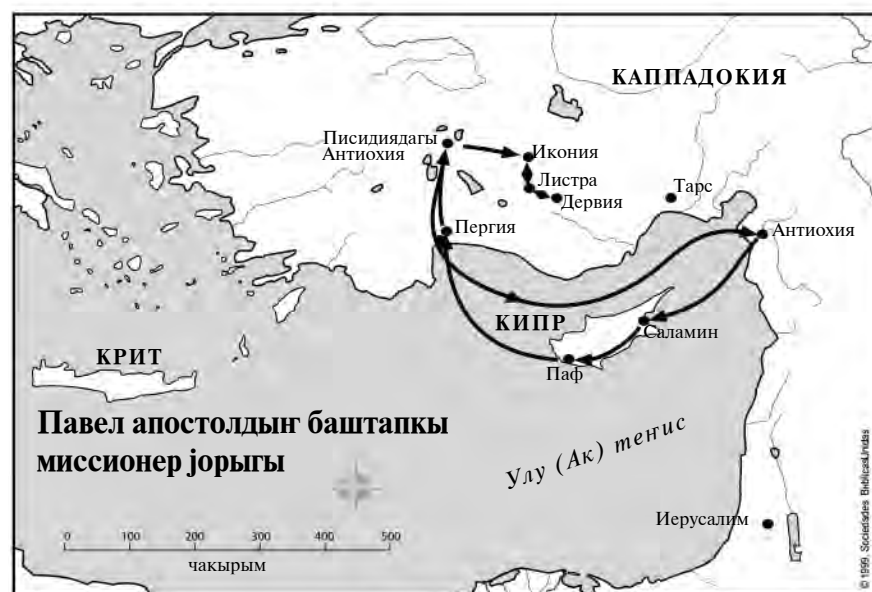 КАППАДОКИЯ
Писидиядагы
Антиохия
Икония
Листра
Дервия
Тарс
Пергия
Антиохия
КИПР
Саламин
Паф
КРИТ
Павел апостолдыҥ баштапкы
миссионер јорыгы
Улу (Ак) теҥис
Иерусалим
0 100 200 300 400 500
чакырым
© 1999, Sociedades Bíblicas Unidas